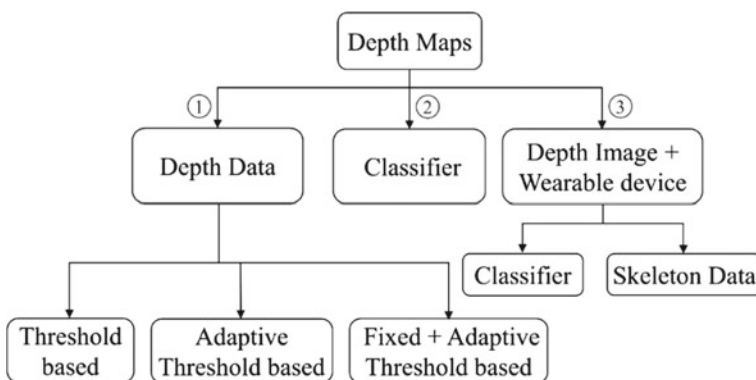 Depth Maps
① ② ③
Depth Data
Classifier
Depth Image +
Wearable device
Classifier
Skeleton Data
Threshold
based
Adaptive
Threshold based
Fixed + Adaptive
Threshold based